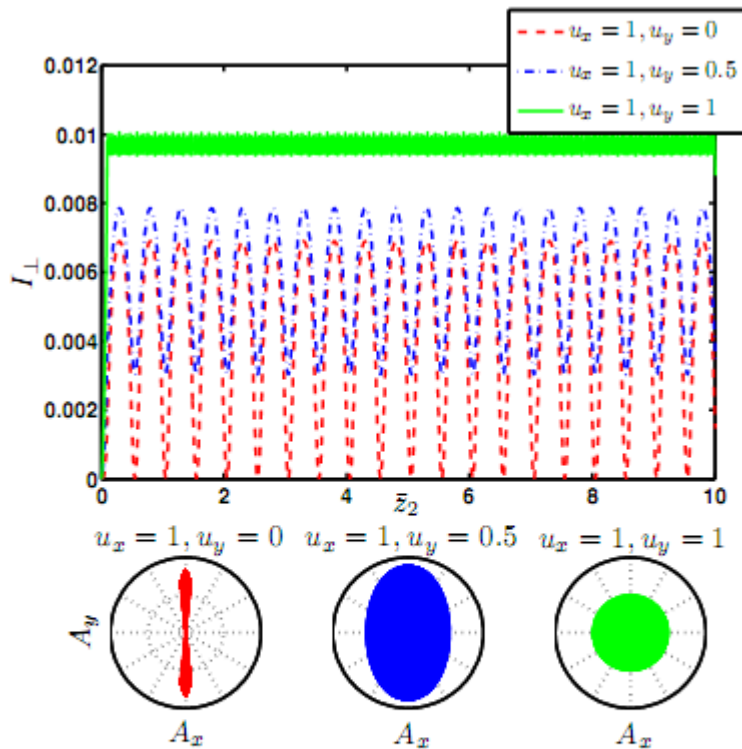 u_x = 1, u_y = 0
u_x = 1, u_y = 0.5
u_x = 1, u_y = 1
0.012
0.01
0.008
0.006
0.004
0.002
0
I_⊥
0 2 4 6 8 10
z̄_2
u_x = 1, u_y = 0 u_x = 1, u_y = 0.5 u_x = 1, u_y = 1
A_y
A_x A_x A_x